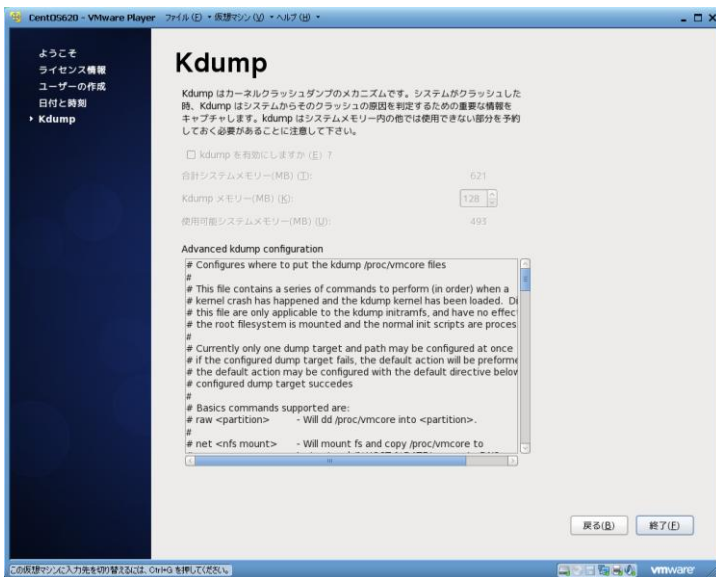 CentOS620 - VMware Player ファイル(F) ▾ 仮想マシン(V) ▾ ヘルプ(H) ▾
ようこそ
ライセンス情報
ユーザーの作成
日付と時刻
Kdump
Kdump
Kdump はカーネルクラッシュダンプのメカニズムです。システムがクラッシュした
時、Kdump はシステムからそのクラッシュの原因を判定するための重要な情報を
キャプチャします。kdump はシステムメモリー内の他では使用できない部分を予約
しておく必要があることに注意して下さい。
kdump を有効にしますか (E) ?
合計システムメモリー(MB) (T): 621
Kdump メモリー(MB) (K): 128
使用可能システムメモリー(MB) (U): 493
Advanced kdump configuration
# Configures where to put the kdump /proc/vmcore files
#
# This file contains a series of commands to perform (in order) when a
# kernel crash has happened and the kdump kernel has been loaded. Di
# this file are only applicable to the kdump initramfs, and have no effect
# the root filesystem is mounted and the normal init scripts are proces
#
# Currently only one dump target and path may be configured at once
# if the configured dump target fails, the default action will be preforme
# the default action may be configured with the default directive below
# configured dump target succedes
#
# Basics commands supported are:
# raw <partition> - Will dd /proc/vmcore into <partition>.
#
# net <nfs mount> - Will mount fs and copy /proc/vmcore to
戻る(B) 終了(F)
この仮想マシンに入力先を切り替えるには、Ctrl+G を押してください。
vmware